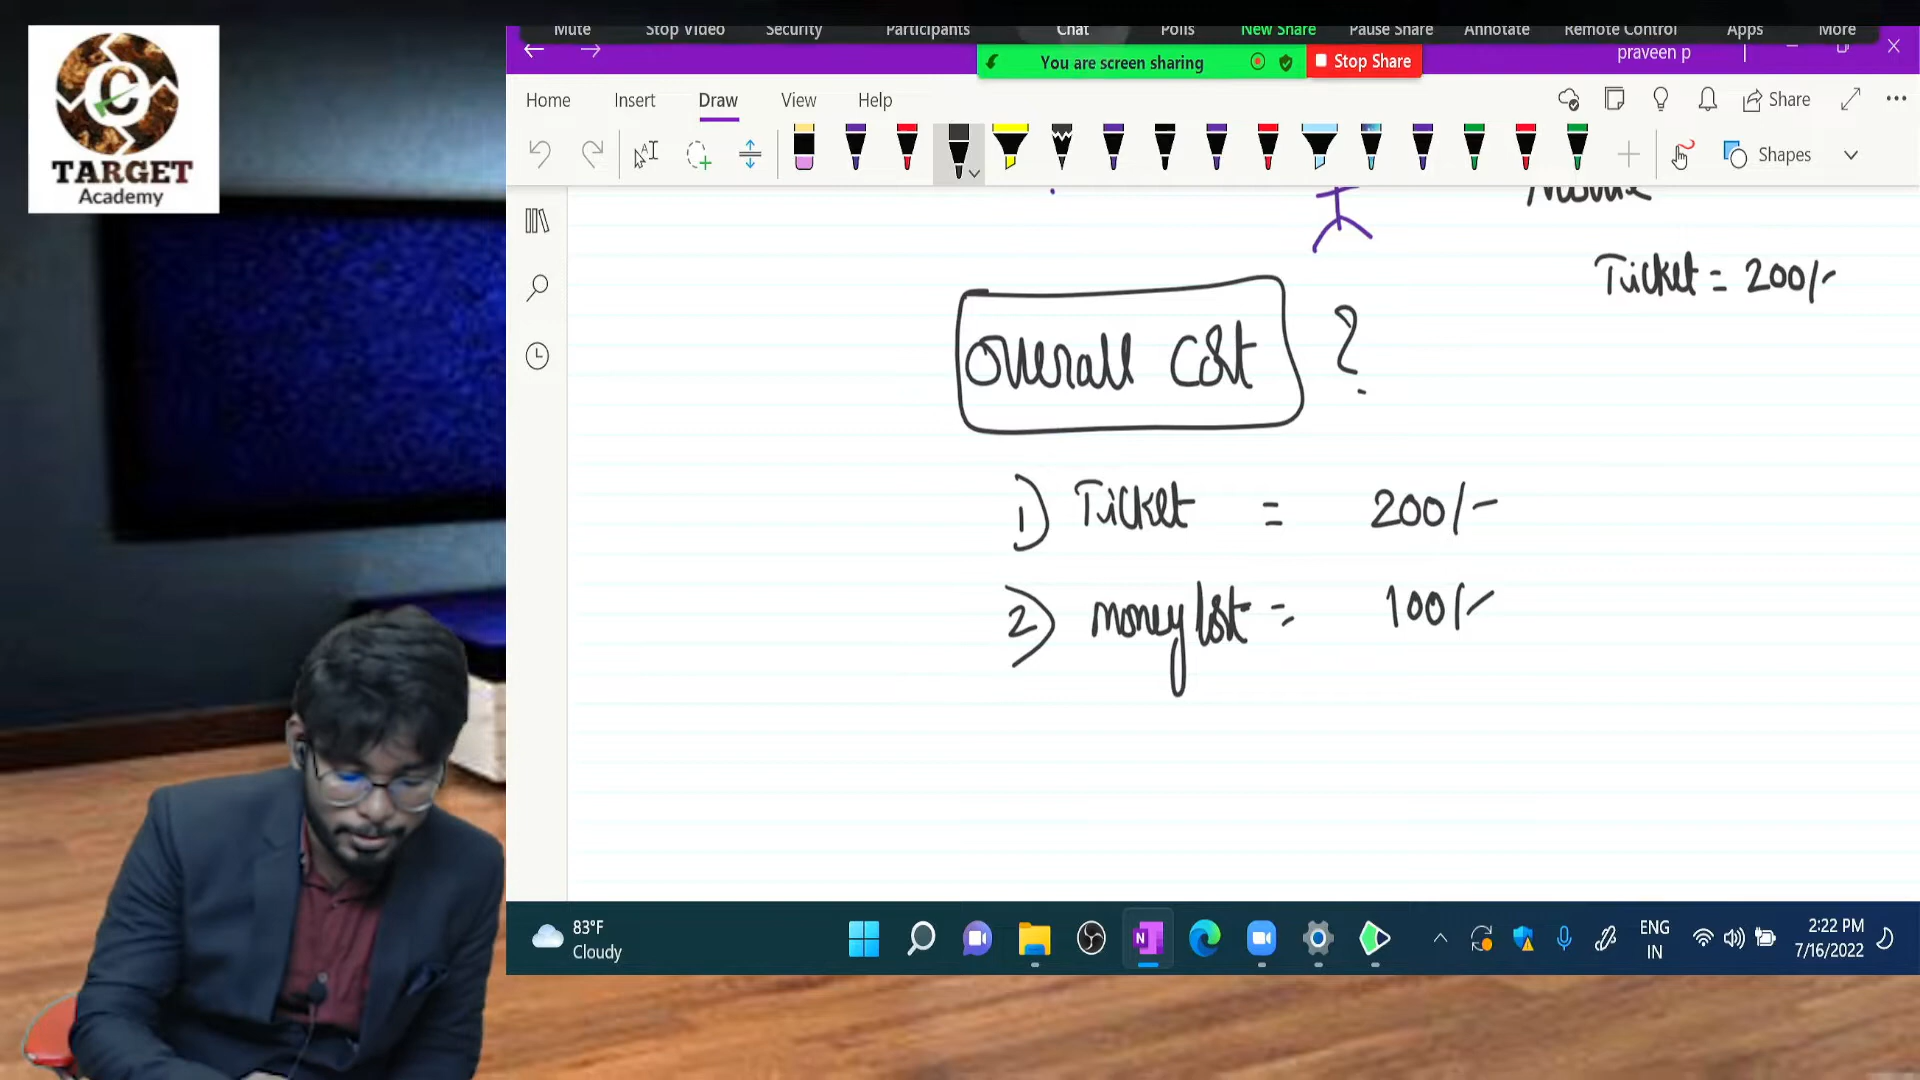 TARGET
Academy
Mute Stop Video Security Participants Chat Polls New Share Pause Share Annotate Remote Control Apps More
You are screen sharing Stop Share praveen p
Home Insert Draw View Help Share
Shapes
Ticket = 200/-
Overall Cost ?
1) Ticket = 200/-
2) money lost = 100/-
83°F
Cloudy
ENG
IN
2:22 PM
7/16/2022